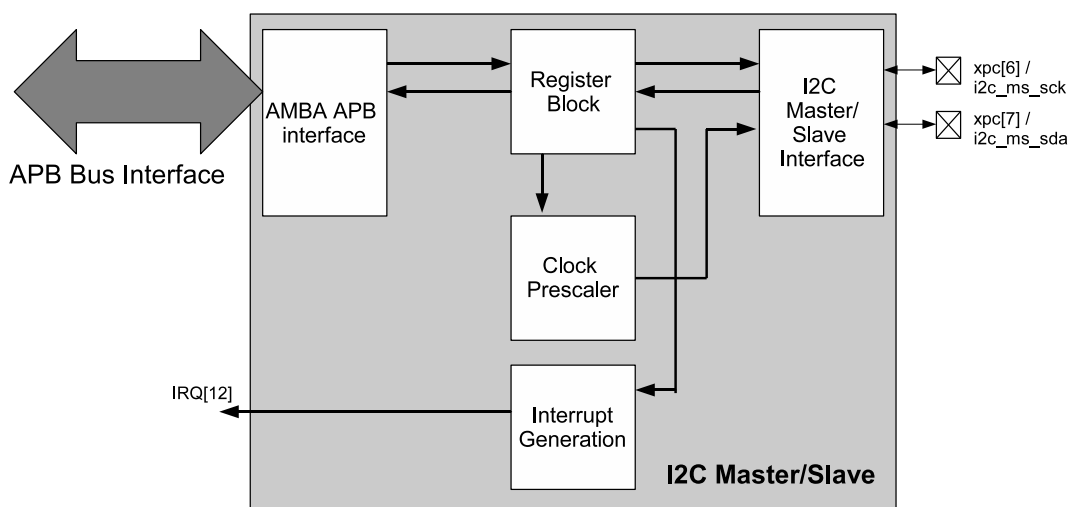 AMBA APB
interface
Register
Block
I2C
Master/
Slave
Interface
xpc[6] /
i2c_ms_sck
xpc[7] /
i2c_ms_sda
APB Bus Interface
Clock
Prescaler
IRQ[12]
Interrupt
Generation
I2C Master/Slave